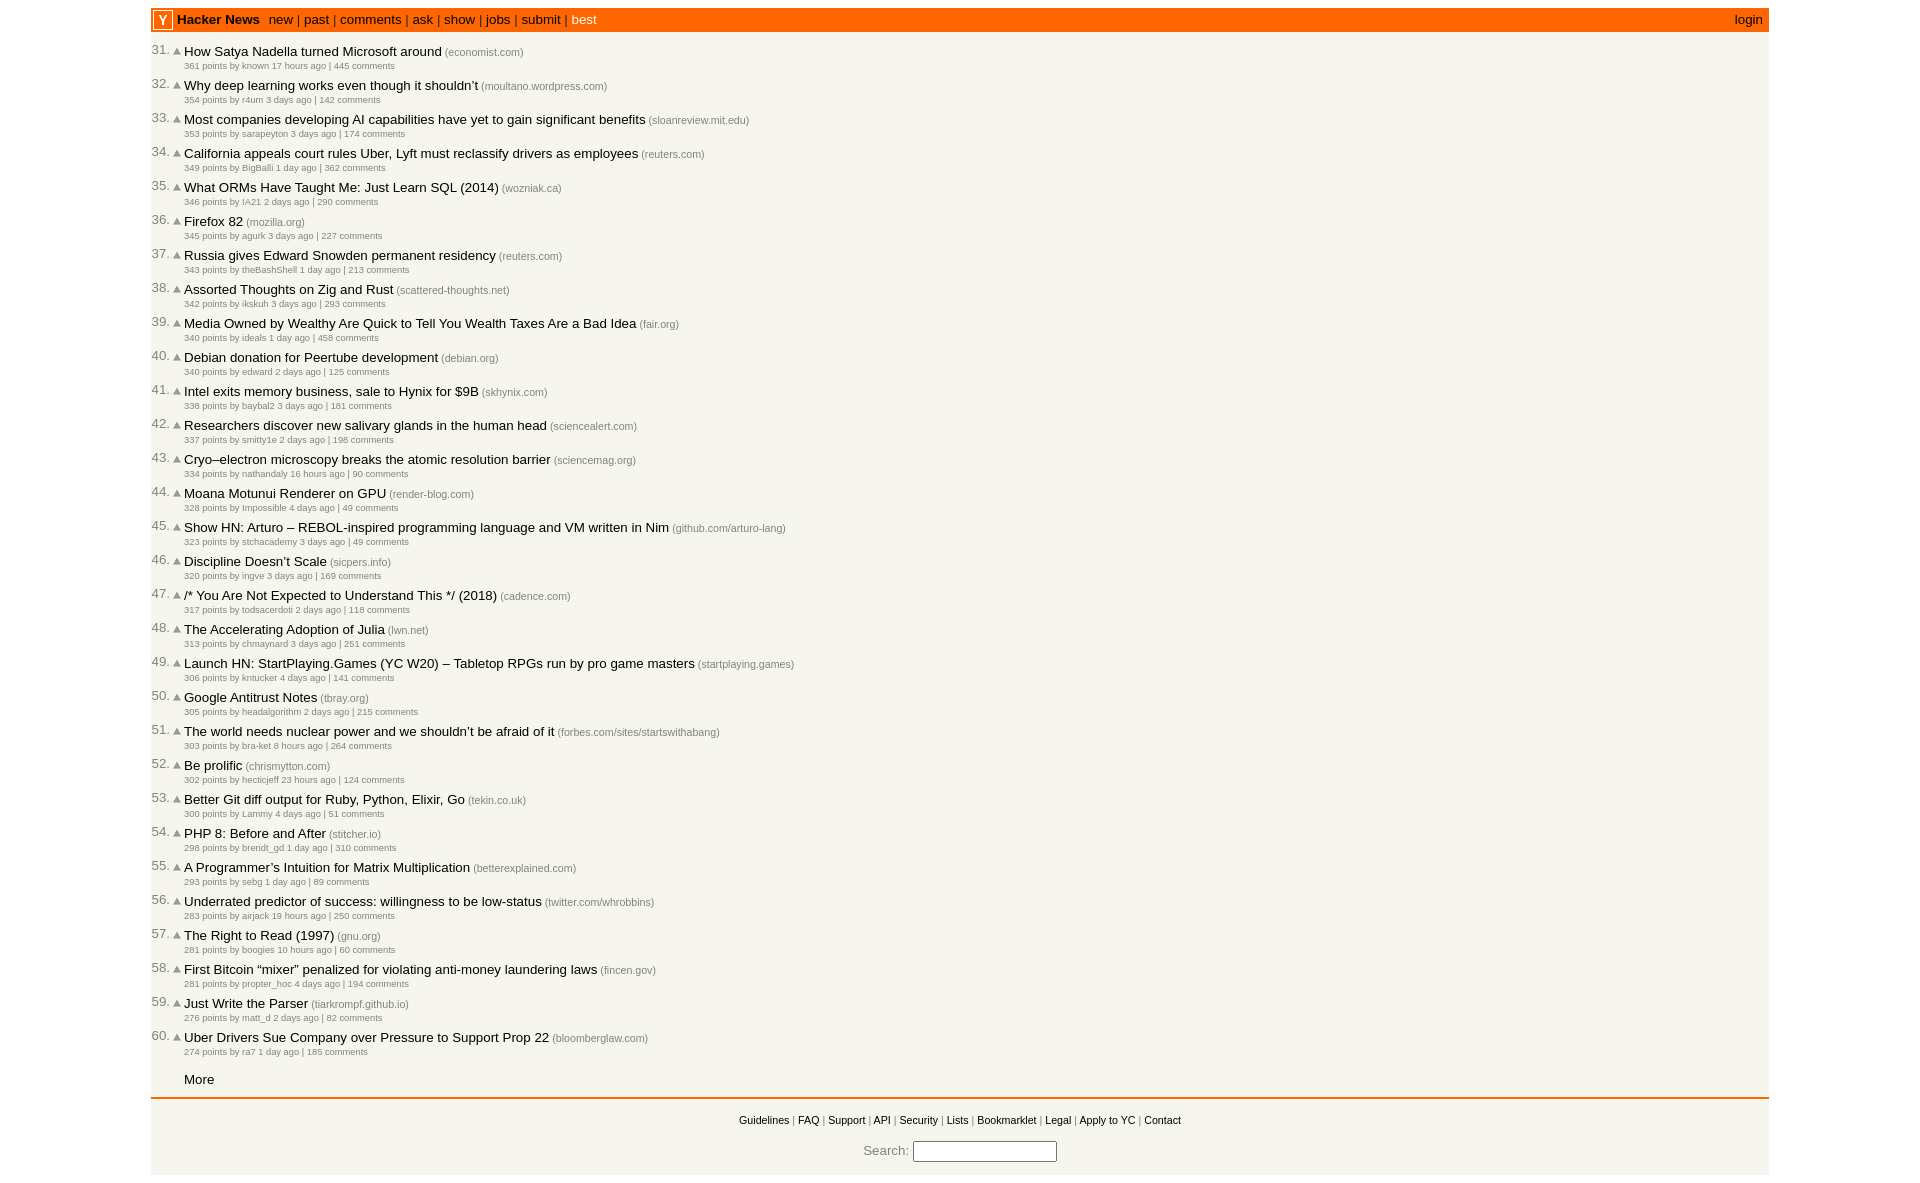 Y Hacker News new | past | comments | ask | show | jobs | submit | best login
31. How Satya Nadella turned Microsoft around (economist.com)
361 points by known 17 hours ago | 445 comments
32. Why deep learning works even though it shouldn’t (moultano.wordpress.com)
354 points by r4um 3 days ago | 142 comments
33. Most companies developing AI capabilities have yet to gain significant benefits (sloanreview.mit.edu)
353 points by sarapeyton 3 days ago | 174 comments
34. California appeals court rules Uber, Lyft must reclassify drivers as employees (reuters.com)
349 points by BigBalli 1 day ago | 362 comments
35. What ORMs Have Taught Me: Just Learn SQL (2014) (wozniak.ca)
346 points by IA21 2 days ago | 290 comments
36. Firefox 82 (mozilla.org)
345 points by agurk 3 days ago | 227 comments
37. Russia gives Edward Snowden permanent residency (reuters.com)
343 points by theBashShell 1 day ago | 213 comments
38. Assorted Thoughts on Zig and Rust (scattered-thoughts.net)
342 points by ikskuh 3 days ago | 293 comments
39. Media Owned by Wealthy Are Quick to Tell You Wealth Taxes Are a Bad Idea (fair.org)
340 points by ideals 1 day ago | 458 comments
40. Debian donation for Peertube development (debian.org)
340 points by edward 2 days ago | 125 comments
41. Intel exits memory business, sale to Hynix for $9B (skhynix.com)
338 points by baybal2 3 days ago | 181 comments
42. Researchers discover new salivary glands in the human head (sciencealert.com)
337 points by smitty1e 2 days ago | 198 comments
43. Cryo–electron microscopy breaks the atomic resolution barrier (sciencemag.org)
334 points by nathandaly 16 hours ago | 90 comments
44. Moana Motunui Renderer on GPU (render-blog.com)
328 points by Impossible 4 days ago | 49 comments
45. Show HN: Arturo – REBOL-inspired programming language and VM written in Nim (github.com/arturo-lang)
323 points by stchacademy 3 days ago | 49 comments
46. Discipline Doesn’t Scale (sicpers.info)
320 points by ingve 3 days ago | 169 comments
47. /* You Are Not Expected to Understand This */ (2018) (cadence.com)
317 points by todsacerdoti 2 days ago | 118 comments
48. The Accelerating Adoption of Julia (lwn.net)
313 points by chmaynard 3 days ago | 251 comments
49. Launch HN: StartPlaying.Games (YC W20) – Tabletop RPGs run by pro game masters (startplaying.games)
306 points by kntucker 4 days ago | 141 comments
50. Google Antitrust Notes (tbray.org)
305 points by headalgorithm 2 days ago | 215 comments
51. The world needs nuclear power and we shouldn’t be afraid of it (forbes.com/sites/startswithabang)
303 points by bra-ket 8 hours ago | 264 comments
52. Be prolific (chrismytton.com)
302 points by hecticjeff 23 hours ago | 124 comments
53. Better Git diff output for Ruby, Python, Elixir, Go (tekin.co.uk)
300 points by Lammy 4 days ago | 51 comments
54. PHP 8: Before and After (stitcher.io)
298 points by brendt_gd 1 day ago | 310 comments
55. A Programmer’s Intuition for Matrix Multiplication (betterexplained.com)
293 points by sebg 1 day ago | 89 comments
56. Underrated predictor of success: willingness to be low-status (twitter.com/whrobbins)
283 points by airjack 19 hours ago | 250 comments
57. The Right to Read (1997) (gnu.org)
281 points by boogies 10 hours ago | 60 comments
58. First Bitcoin “mixer” penalized for violating anti-money laundering laws (fincen.gov)
281 points by propter_hoc 4 days ago | 194 comments
59. Just Write the Parser (tiarkrompf.github.io)
276 points by matt_d 2 days ago | 82 comments
60. Uber Drivers Sue Company over Pressure to Support Prop 22 (bloomberglaw.com)
274 points by ra7 1 day ago | 185 comments
More
Guidelines | FAQ | Support | API | Security | Lists | Bookmarklet | Legal | Apply to YC | Contact
Search: